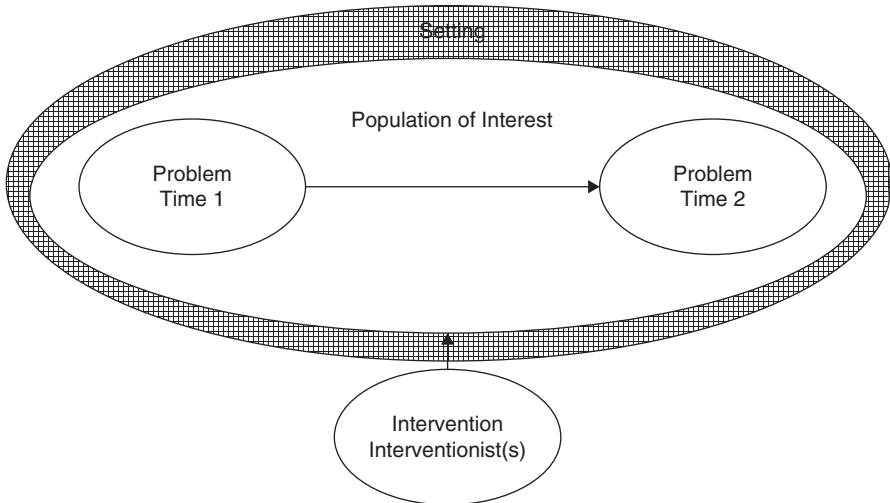 Setting
Population of Interest
Problem
Time 1
Problem
Time 2
Intervention
Interventionist(s)